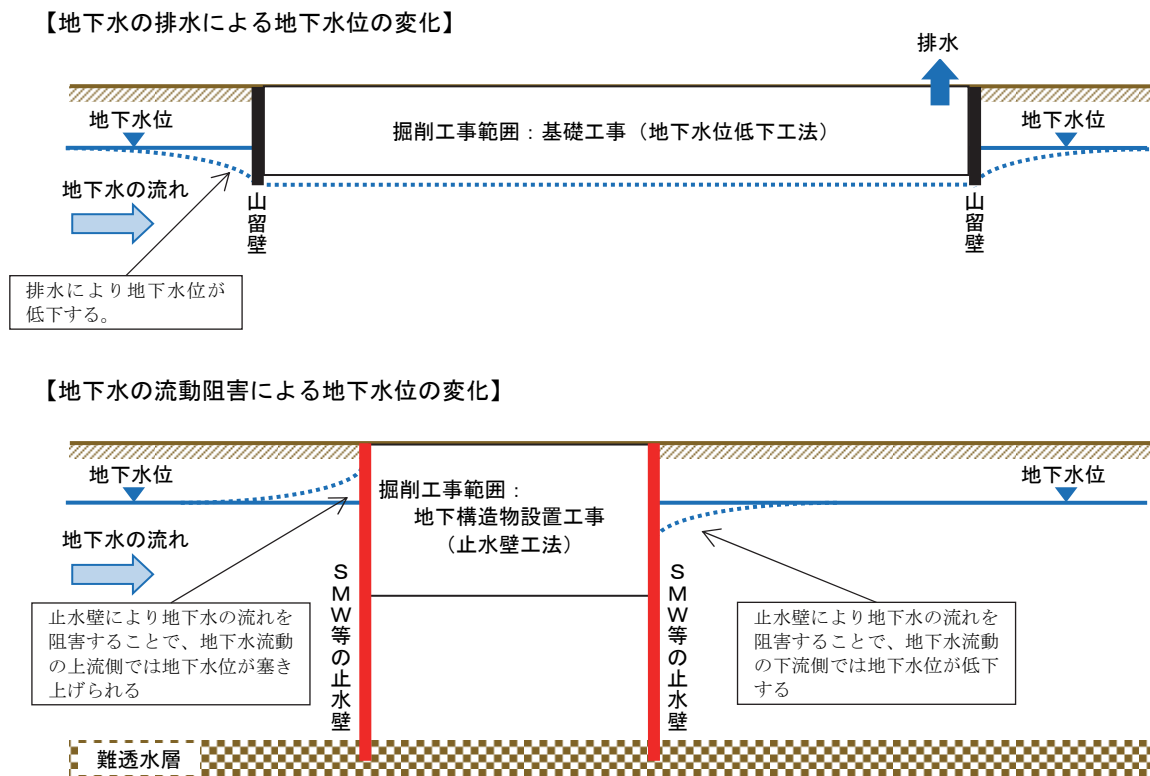 【地下水の排水による地下水位の変化】
排水
地下水位
掘削工事範囲：基礎工事（地下水位低下工法）
地下水位
地下水の流れ
山留壁
山留壁
排水により地下水位が
低下する。
【地下水の流動阻害による地下水位の変化】
地下水位
地下水位
掘削工事範囲：
地下構造物設置工事
（止水壁工法）
地下水の流れ
ＳＭＷ等の止水壁
ＳＭＷ等の止水壁
止水壁により地下水の流れを
阻害することで、地下水流動
の上流側では地下水位が塞き
上げられる
止水壁により地下水の流れを
阻害することで、地下水流動
の下流側では地下水位が低下
する
難透水層